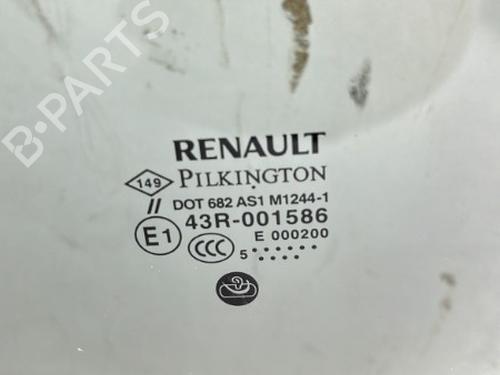 B-PARTS
RENAULT
149 PILKINGTON
// DOT 682 AS1 M1244-1
E1 CCC 43R-001586
E 000200
5